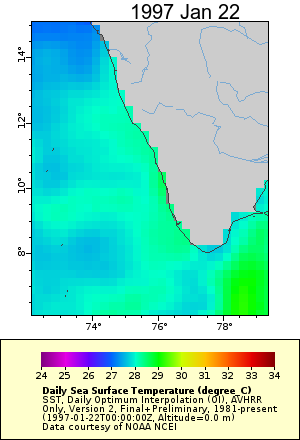 1997 Jan 22
14°
12°
10°
8°
74° 76° 78°
24 25 26 27 28 29 30 31 32 33 34
Daily Sea Surface Temperature (degree_C)
SST, Daily Optimum Interpolation (OI), AVHRR
Only, Version 2, Final+Preliminary, 1981-present
(1997-01-22T00:00:00Z, Altitude=0.0 m)
Data courtesy of NOAA NCEI